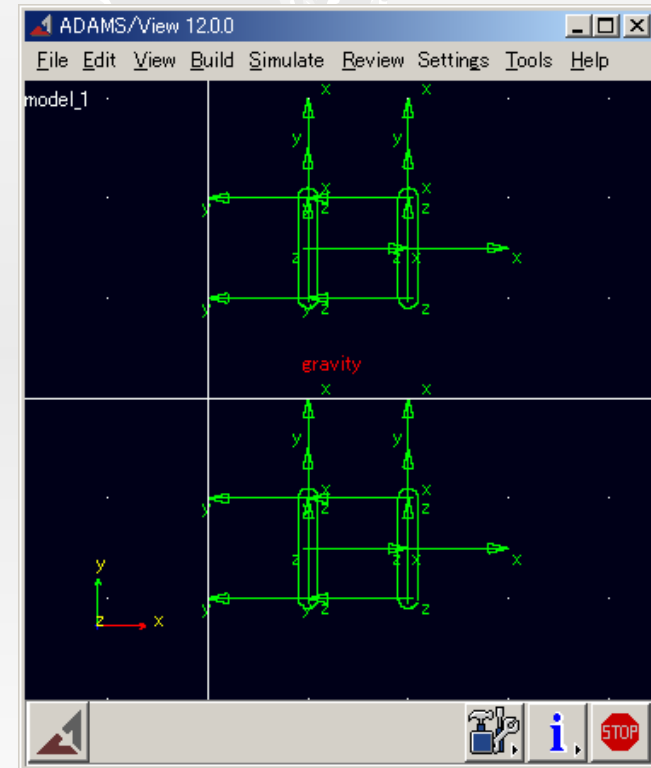 ADAMS/View 12.0.0
File Edit View Build Simulate Review Settings Tools Help
model_1
x x
y y
x x
y z z
z z x x
y y z z
gravity
x x
y y
x x
y z z
z z x x
y y z z
y
z x
i STOP